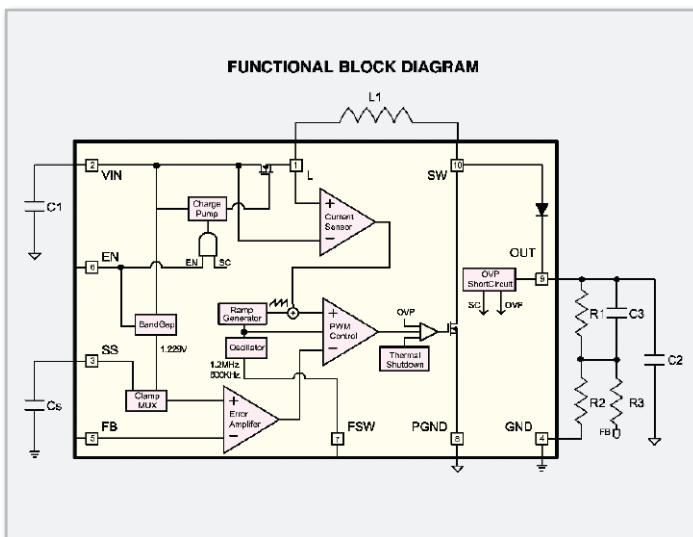 FUNCTIONAL BLOCK DIAGRAM
L1
2
VIN
1
L
10
SW
C1
Charge
Pump
+
Current
Sensor
−
OUT
EN
6
EN
SC
OVP
ShortCircuit
9
SC
OVP
R1
C3
C2
Ramp
Generator
+
+
PWM
Control
−
OVP
BandGap
1.229V
Oscillator
1.2MHz
600KHz
Thermal
Shutdown
SS
3
Cs
Clamp
MUX
+
Error
Amplifer
−
R2
R3
FB
FB
5
FSW
7
PGND
8
GND
4